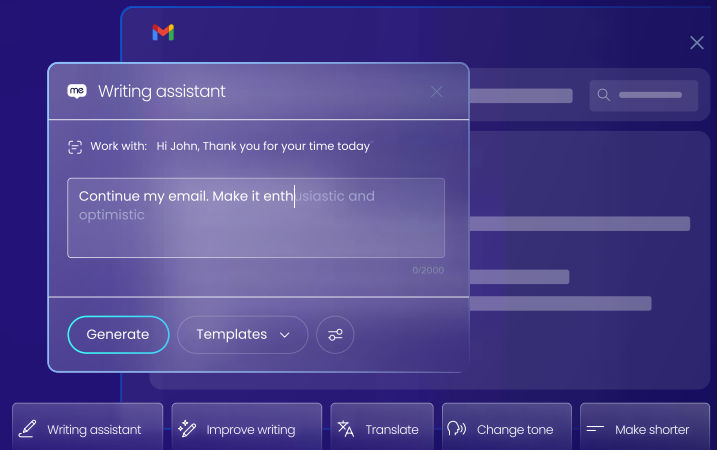 me Writing assistant
Work with: Hi John, Thank you for your time today
Continue my email. Make it enthusiastic and
optimistic
0/2000
Generate Templates
Writing assistant Improve writing Translate Change tone Make shorter